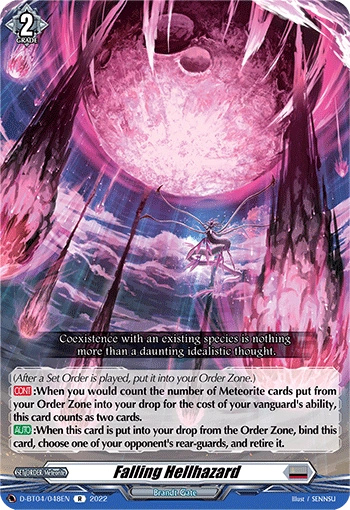 2
GRADE
Coexistence with an existing species is nothing
more than a daunting idealistic thought.
(After a Set Order is played, put it into your Order Zone.)
CONT:When you would count the number of Meteorite cards put from
your Order Zone into your drop for the cost of your vanguard's ability,
this card counts as two cards.
AUTO:When this card is put into your drop from the Order Zone, bind this
card, choose one of your opponent's rear-guards, and retire it.
SET ORDER Meteorite
Falling Hellhazard
Brandt Gate
D-BT04/048EN R 2022
Illust / SENNSU